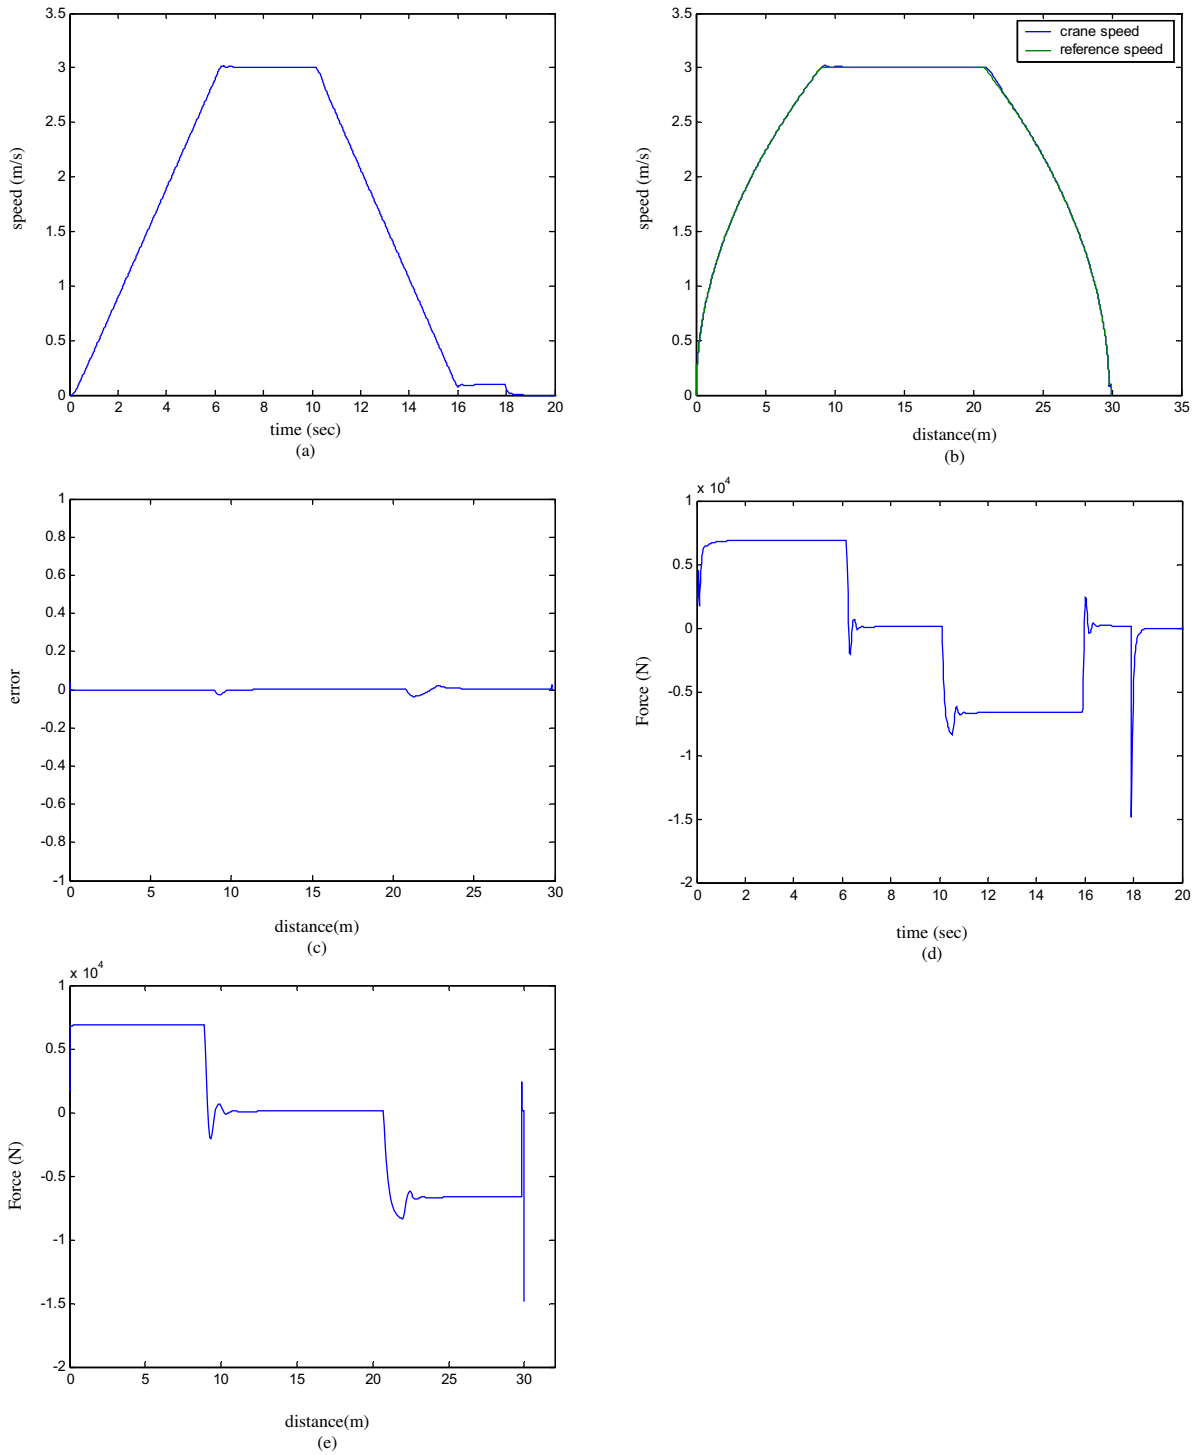 3.5
3
2.5
2
1.5
1
0.5
0
speed (m/s)
0 2 4 6 8 10 12 14 16 18 20
time (sec)
(a)
3.5
3
2.5
2
1.5
1
0.5
0
speed (m/s)
crane speed
reference speed
0 5 10 15 20 25 30 35
distance(m)
(b)
1
0.8
0.6
0.4
0.2
0
-0.2
-0.4
-0.6
-0.8
-1
error
0 5 10 15 20 25 30
distance(m)
(c)
x 10^4
1
0.5
0
-0.5
-1
-1.5
-2
Force (N)
0 2 4 6 8 10 12 14 16 18 20
time (sec)
(d)
x 10^4
1
0.5
0
-0.5
-1
-1.5
-2
Force (N)
0 5 10 15 20 25 30
distance(m)
(e)